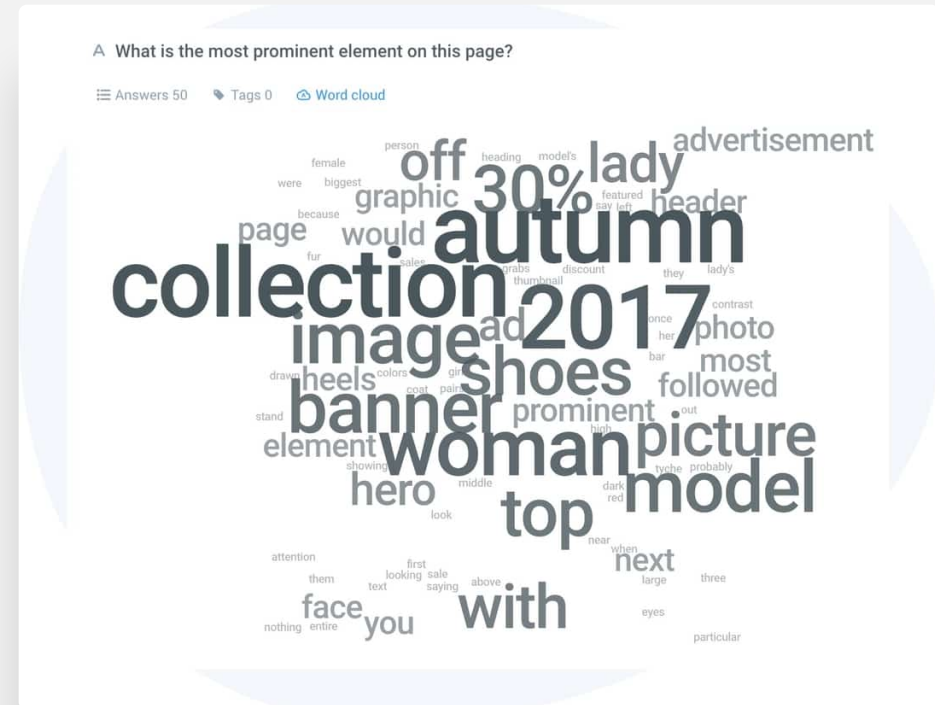 A What is the most prominent element on this page?
Answers 50 Tags 0 Word cloud
advertisement
person off heading model's lady
female
were biggest graphic 30% featured header
say left
because
page would autumn
fur sales
collection grabs discount they lady's
thumbnail
2017 contrast
image ad once her photo
bar most
drawn heels colors girl shoes followed
coat pairs
banner prominent out
stand
element woman high picture
showing tyche probably
hero middle dark model
red
look top
near
when
attention next
first
them looking sale large three
text saying above
face with eyes
nothing entire you
particular